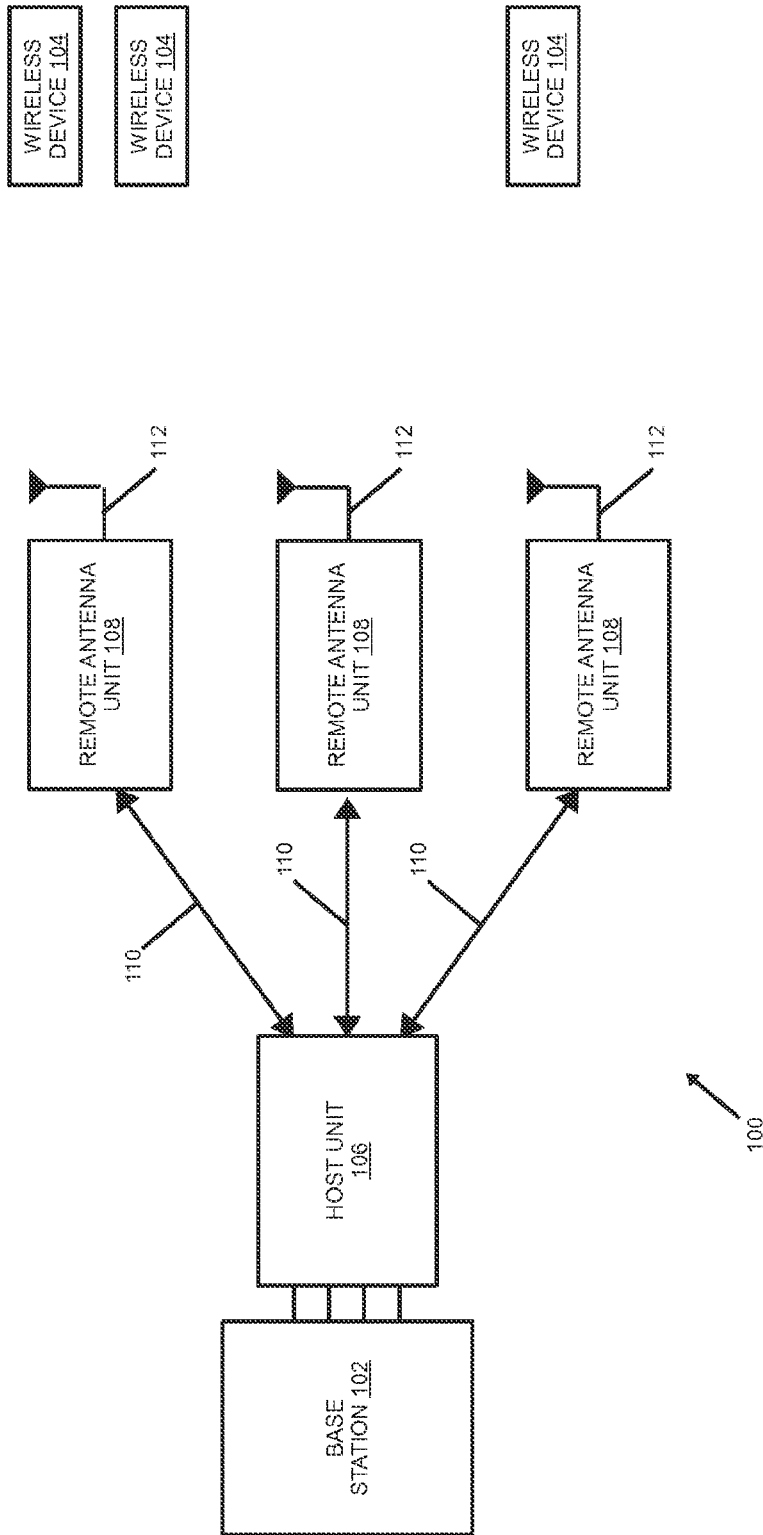 BASE
STATION 102
HOST UNIT
106
110
110
110
REMOTE ANTENNA
UNIT 108
112
REMOTE ANTENNA
UNIT 108
112
REMOTE ANTENNA
UNIT 108
112
WIRELESS
DEVICE 104
WIRELESS
DEVICE 104
WIRELESS
DEVICE 104
100